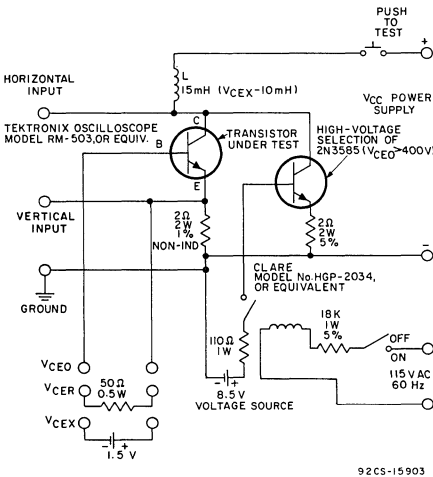 PUSH
TO
TEST
+
L
15mH (VCEX-10mH)
HORIZONTAL
INPUT
C
VCC POWER
SUPPLY
TEKTRONIX OSCILLOSCOPE
MODEL RM-503,OR EQUIV.
B
TRANSISTOR
UNDER TEST
HIGH-VOLTAGE
SELECTION OF
2N3585(VCEO>400V)
E
VERTICAL
INPUT
2Ω
2W
1%
NON-IND
2Ω
2W
5%
−
GROUND
CLARE
MODEL No.HGP-2034,
OR EQUIVALENT
110Ω
1W
18K
1W
5%
OFF
ON
VCEO
VCER
50Ω
0.5W
- +
8.5V
VOLTAGE SOURCE
115 VAC
60 Hz
VCEX
- +
1.5 V
92CS-15903